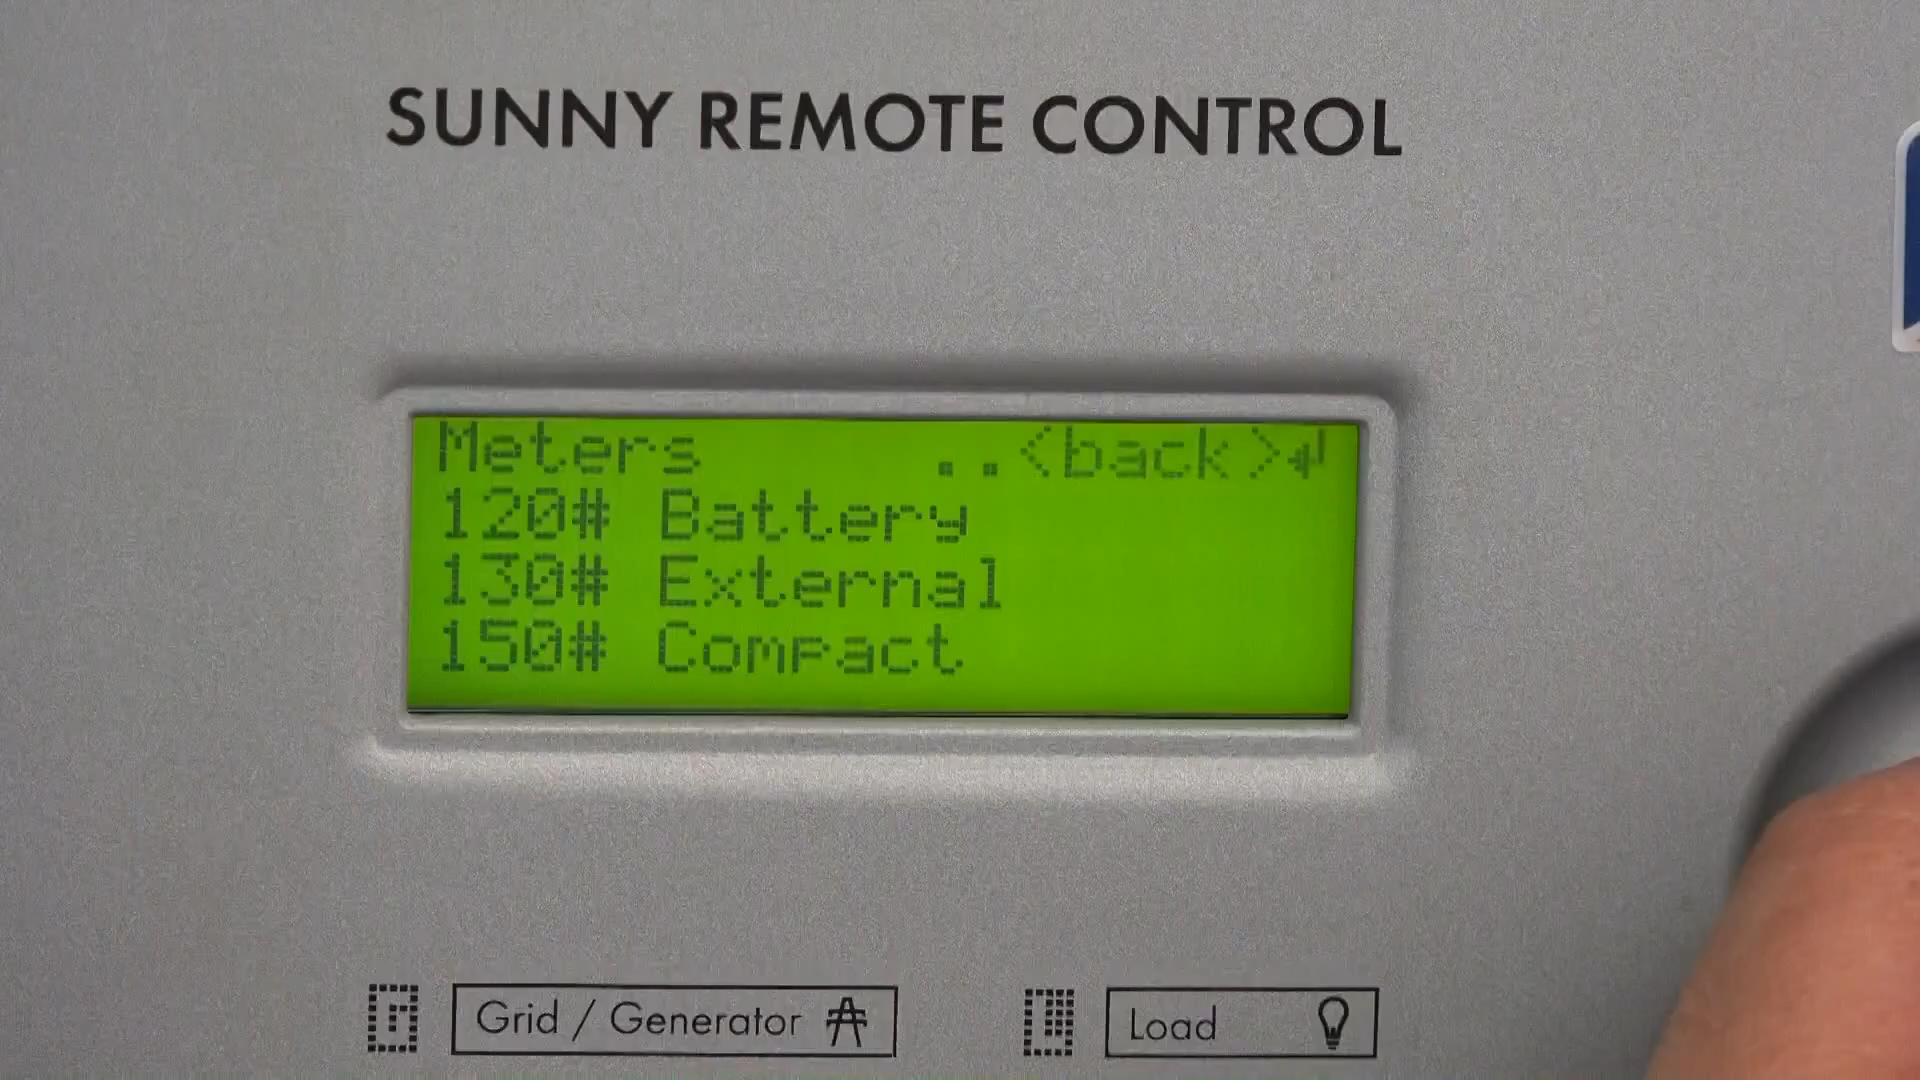 SUNNY REMOTE CONTROL
Meters ..<back>↵
120# Battery
130# External
150# Compact
Grid / Generator
Load